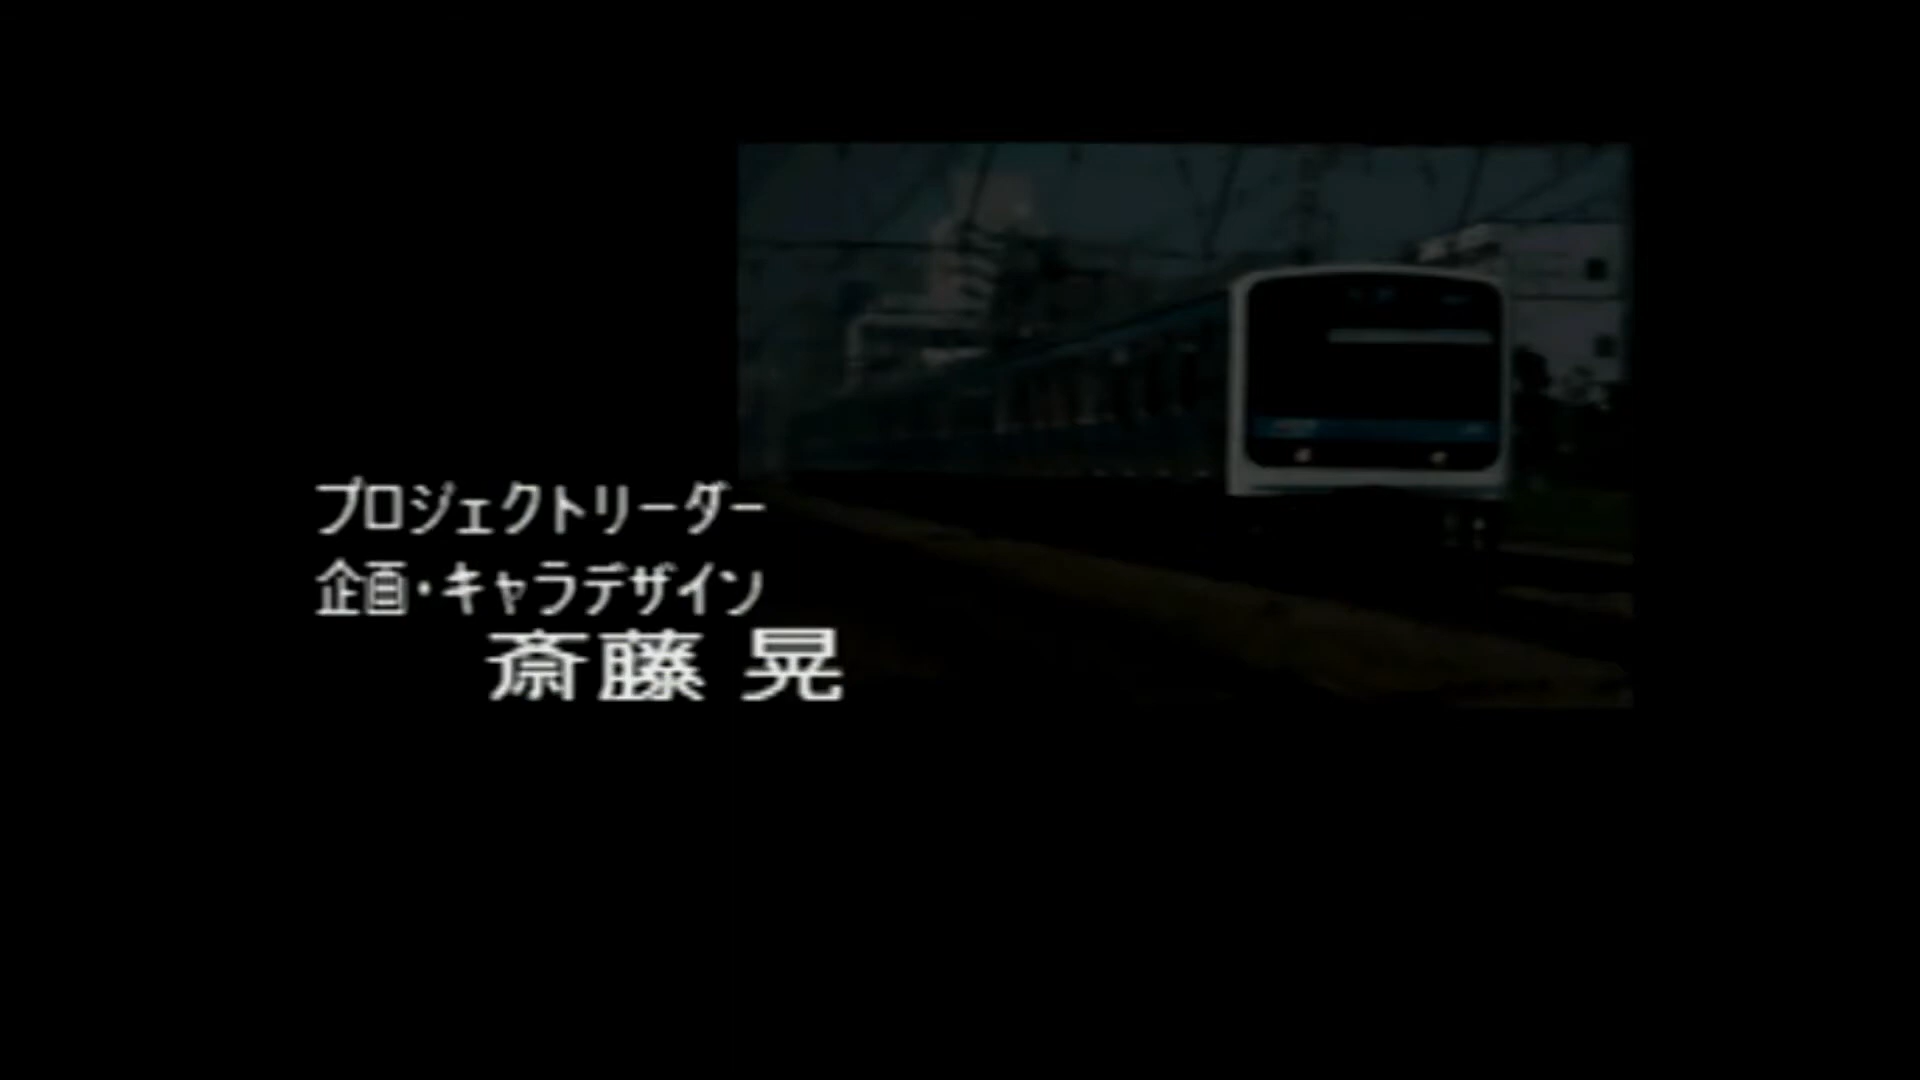 プロジェクトリーダー
企画・キャラデザイン
斎藤 晃